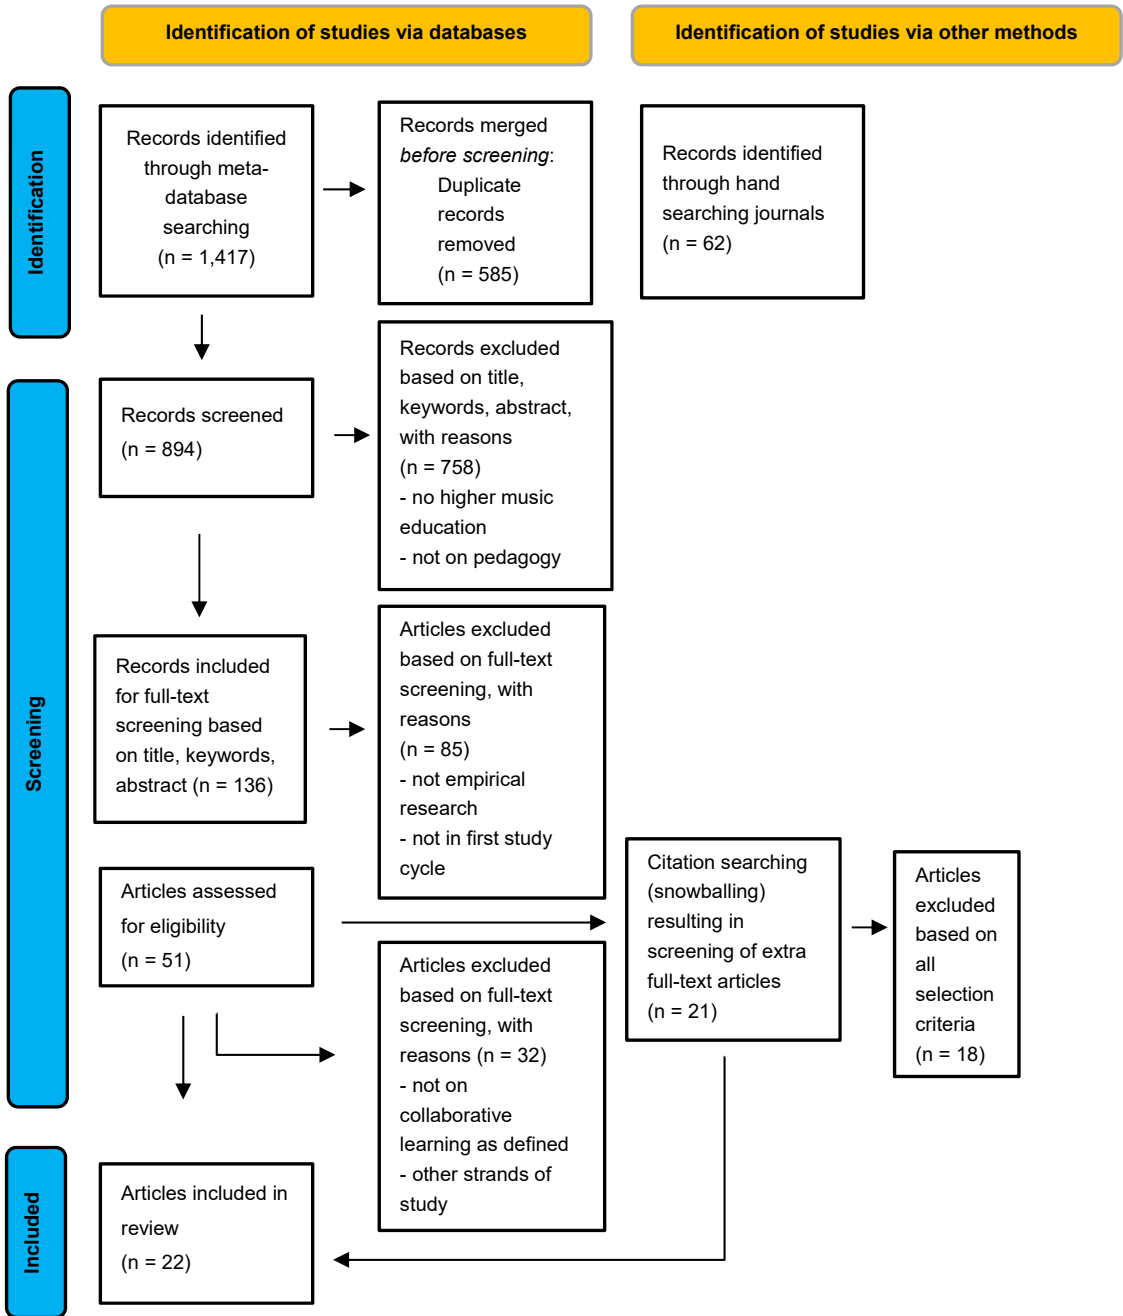 Identification of studies via databases
Identification of studies via other methods
Identification
Records identified
through meta-
database
searching
(n = 1,417)
Records merged
before screening:
Duplicate
records
removed
(n = 585)
Records identified
through hand
searching journals
(n = 62)
Screening
Records screened
(n = 894)
Records excluded
based on title,
keywords, abstract,
with reasons
(n = 758)
- no higher music
education
- not on pedagogy
Records included
for full-text
screening based
on title, keywords,
abstract (n = 136)
Articles excluded
based on full-text
screening, with
reasons
(n = 85)
- not empirical
research
- not in first study
cycle
Articles assessed
for eligibility
(n = 51)
Citation searching
(snowballing)
resulting in
screening of extra
full-text articles
(n = 21)
Articles
excluded
based on
all
selection
criteria
(n = 18)
Articles excluded
based on full-text
screening, with
reasons (n = 32)
- not on
collaborative
learning as defined
- other strands of
study
Included
Articles included in
review
(n = 22)